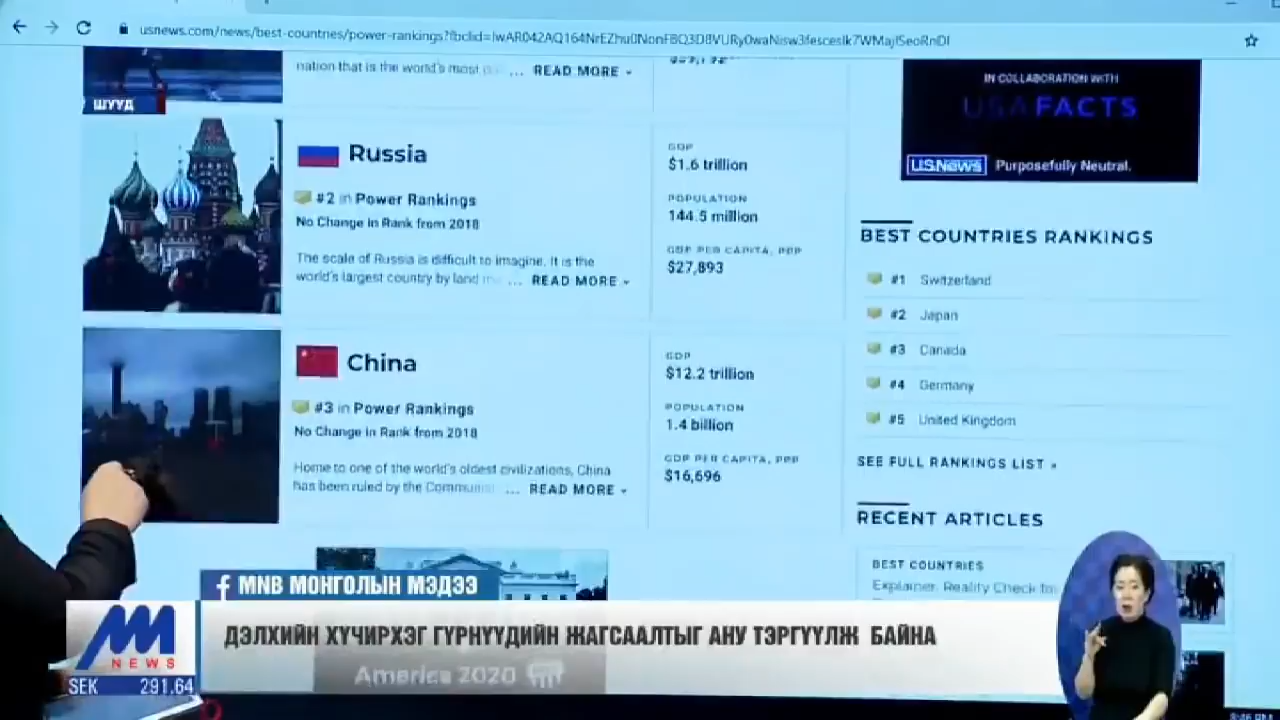 usnews.com/news/best-countries/power-rankings?fbclid=
nation that is the world's most ... READ MORE
ШУУД
IN COLLABORATION WITH
USAFACTS
U.S.News Purposefully Neutral.
Russia
#2 in Power Rankings
No Change in Rank from 2018
The scale of Russia is difficult to imagine. It is the
world's largest country by land ... READ MORE
GDP
$1.6 trillion
POPULATION
144.5 million
GDP PER CAPITA, PPP
$27,893
China
#3 in Power Rankings
No Change in Rank from 2018
Home to one of the world's oldest civilizations, China
has been ruled by the Communist ... READ MORE
GDP
$12.2 trillion
POPULATION
1.4 billion
GDP PER CAPITA, PPP
$16,696
BEST COUNTRIES RANKINGS
#1 Switzerland
#2 Japan
#3 Canada
#4 Germany
#5 United Kingdom
SEE FULL RANKINGS LIST »
RECENT ARTICLES
BEST COUNTRIES
Explainer, Reality Check
f MNB МОНГОЛЫН МЭДЭЭ
ДЭЛХИЙН ХҮЧИРХЭГ ГҮРНҮҮДИЙН ЖАГСААЛТЫГ АНУ ТЭРГҮҮЛЖ БАЙНА
America 2020
NEWS
SEK 291.64